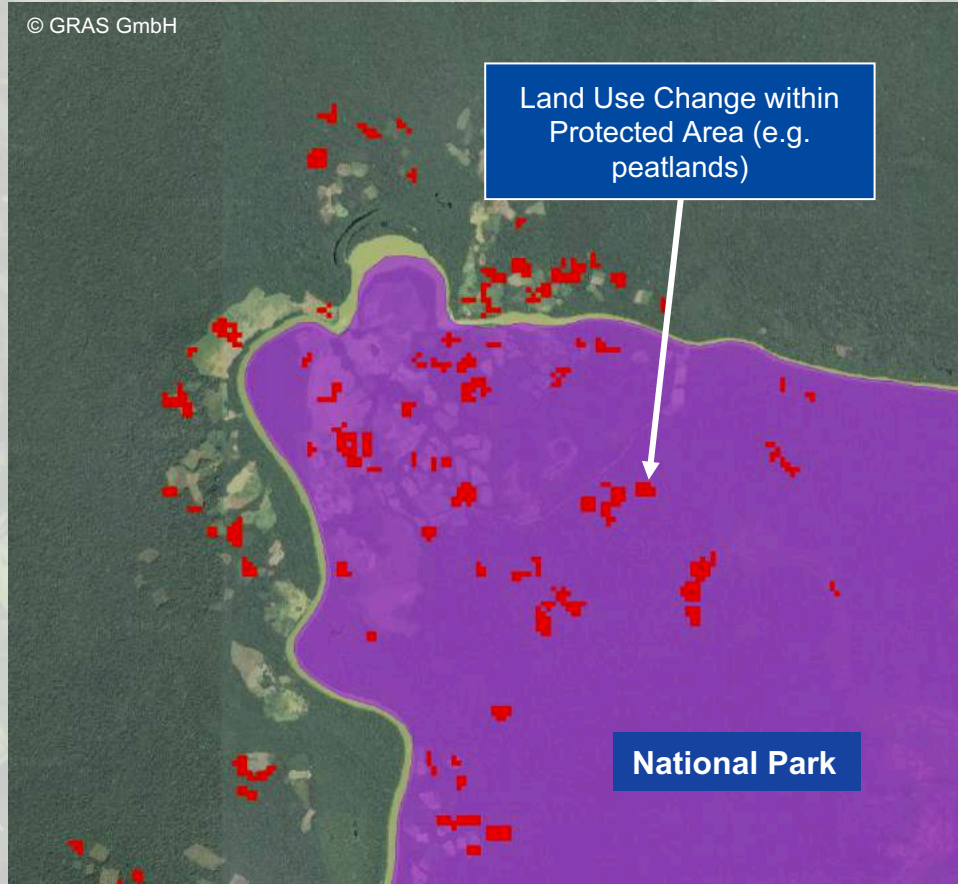 © GRAS GmbH
Land Use Change within
Protected Area (e.g.
peatlands)
National Park